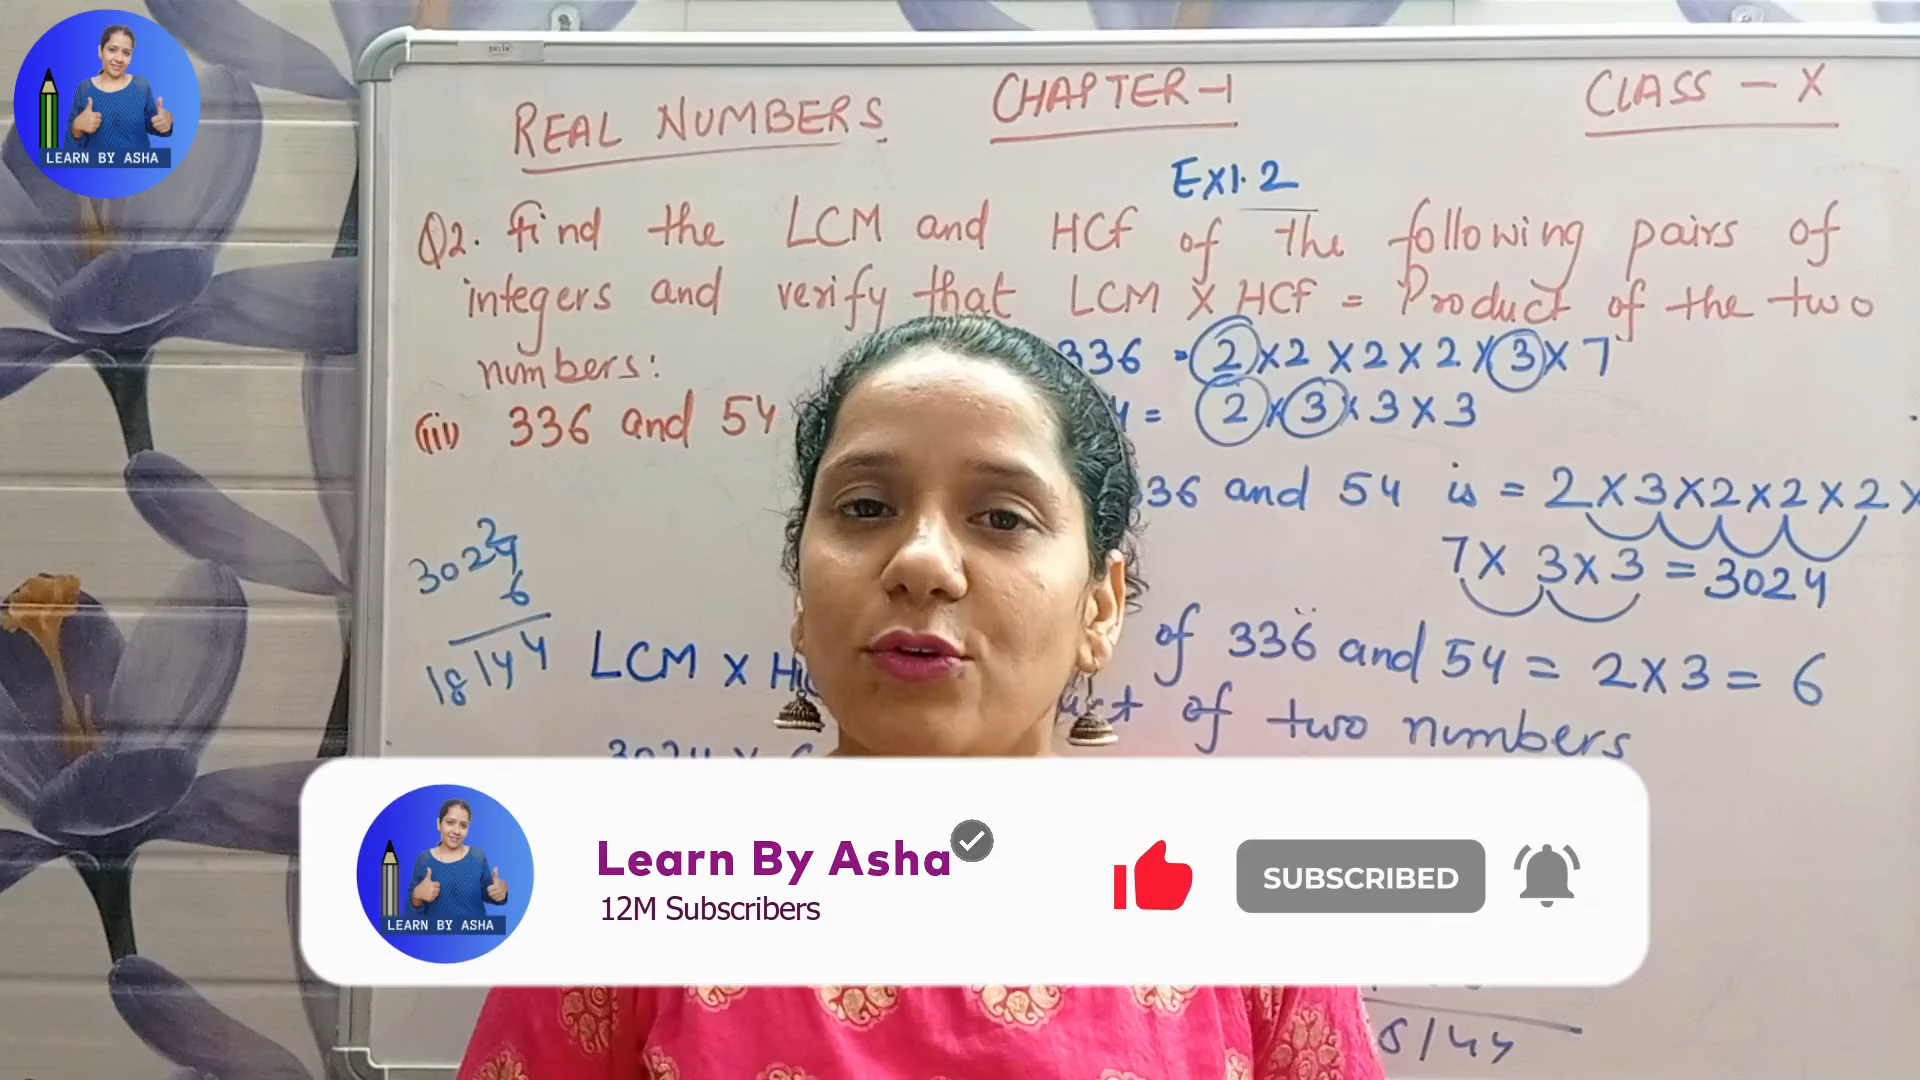 LEARN BY ASHA
REAL NUMBERS CHAPTER-1 CLASS - X
EX1.2
Q2. Find the LCM and HCF of the following pairs of
integers and verify that LCM X HCF = Product of the two
numbers:
336 = 2 X 2 X 2 X 2 X 3 X 7
(iii) 336 and 54
= 2 X 3 X 3 X 3
36 and 54 is = 2 X 3 X 2 X 2 X 2 X
7 X 3 X 3 = 3024
3024
6
18144
of 336 and 54 = 2 X 3 = 6
LCM X
of two numbers
3024 X
Learn By Asha
12M Subscribers
SUBSCRIBED
LEARN BY ASHA